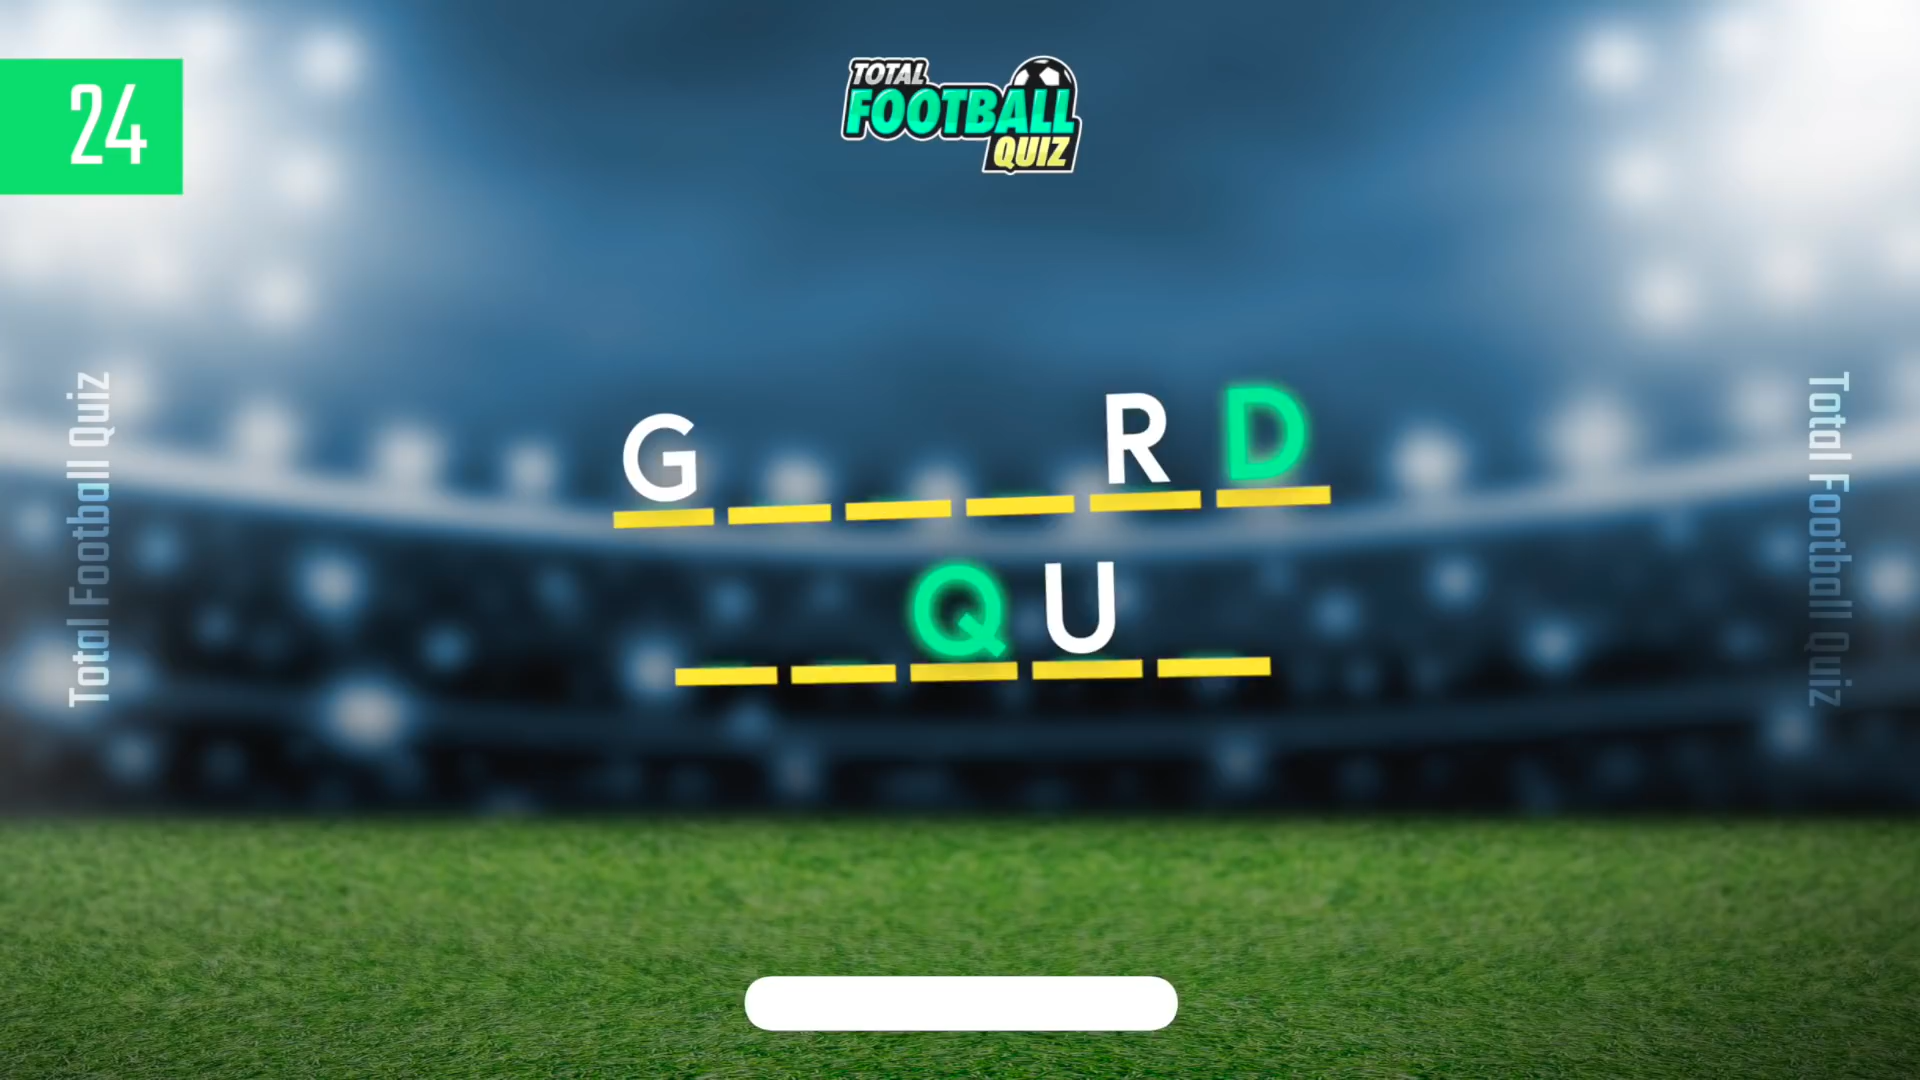 24
TOTAL
FOOTBALL
QUIZ
Total Football Quiz
Total Football Quiz
G _ _ _ R D
_ _ Q U _